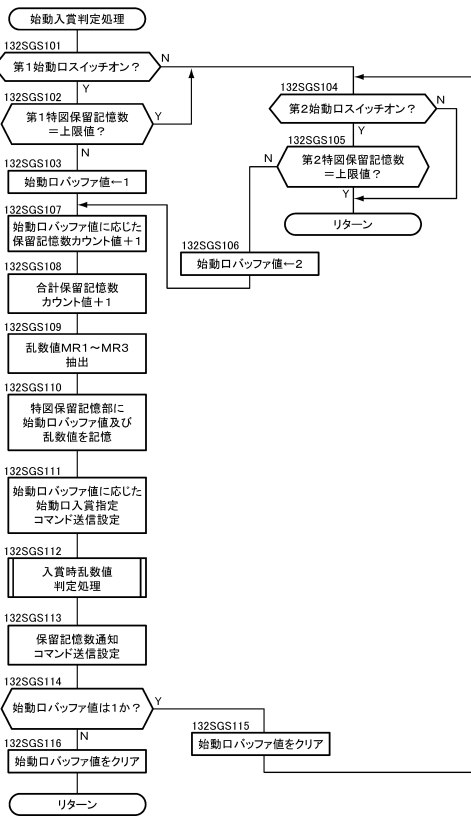 始動入賞判定処理
132SGS101
第1始動口スイッチオン?
N
Y
132SGS102
第1特図保留記憶数
=上限値?
Y
N
132SGS103
始動口バッファ値←1
132SGS104
第2始動口スイッチオン?
N
Y
132SGS105
第2特図保留記憶数
=上限値?
N
Y
リターン
132SGS106
始動口バッファ値←2
132SGS107
始動口バッファ値に応じた
保留記憶数カウント値+1
132SGS108
合計保留記憶数
カウント値+1
132SGS109
乱数値MR1~MR3
抽出
132SGS110
特図保留記憶部に
始動口バッファ値及び
乱数値を記憶
132SGS111
始動口バッファ値に応じた
始動口入賞指定
コマンド送信設定
132SGS112
入賞時乱数値
判定処理
132SGS113
保留記憶数通知
コマンド送信設定
132SGS114
始動口バッファ値は1か?
Y
N
132SGS115
始動口バッファ値をクリア
132SGS116
始動口バッファ値をクリア
リターン